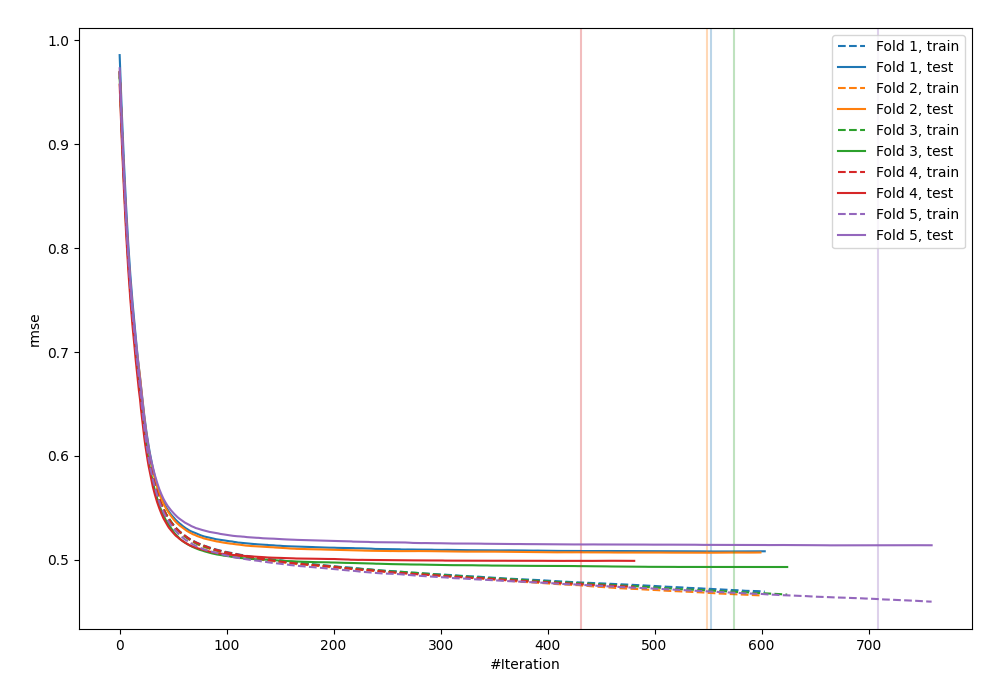 1.0
0.9
0.8
0.7
0.6
0.5
rmse
0
100
200
300
400
500
600
700
#Iteration
Fold 1, train
Fold 1, test
Fold 2, train
Fold 2, test
Fold 3, train
Fold 3, test
Fold 4, train
Fold 4, test
Fold 5, train
Fold 5, test